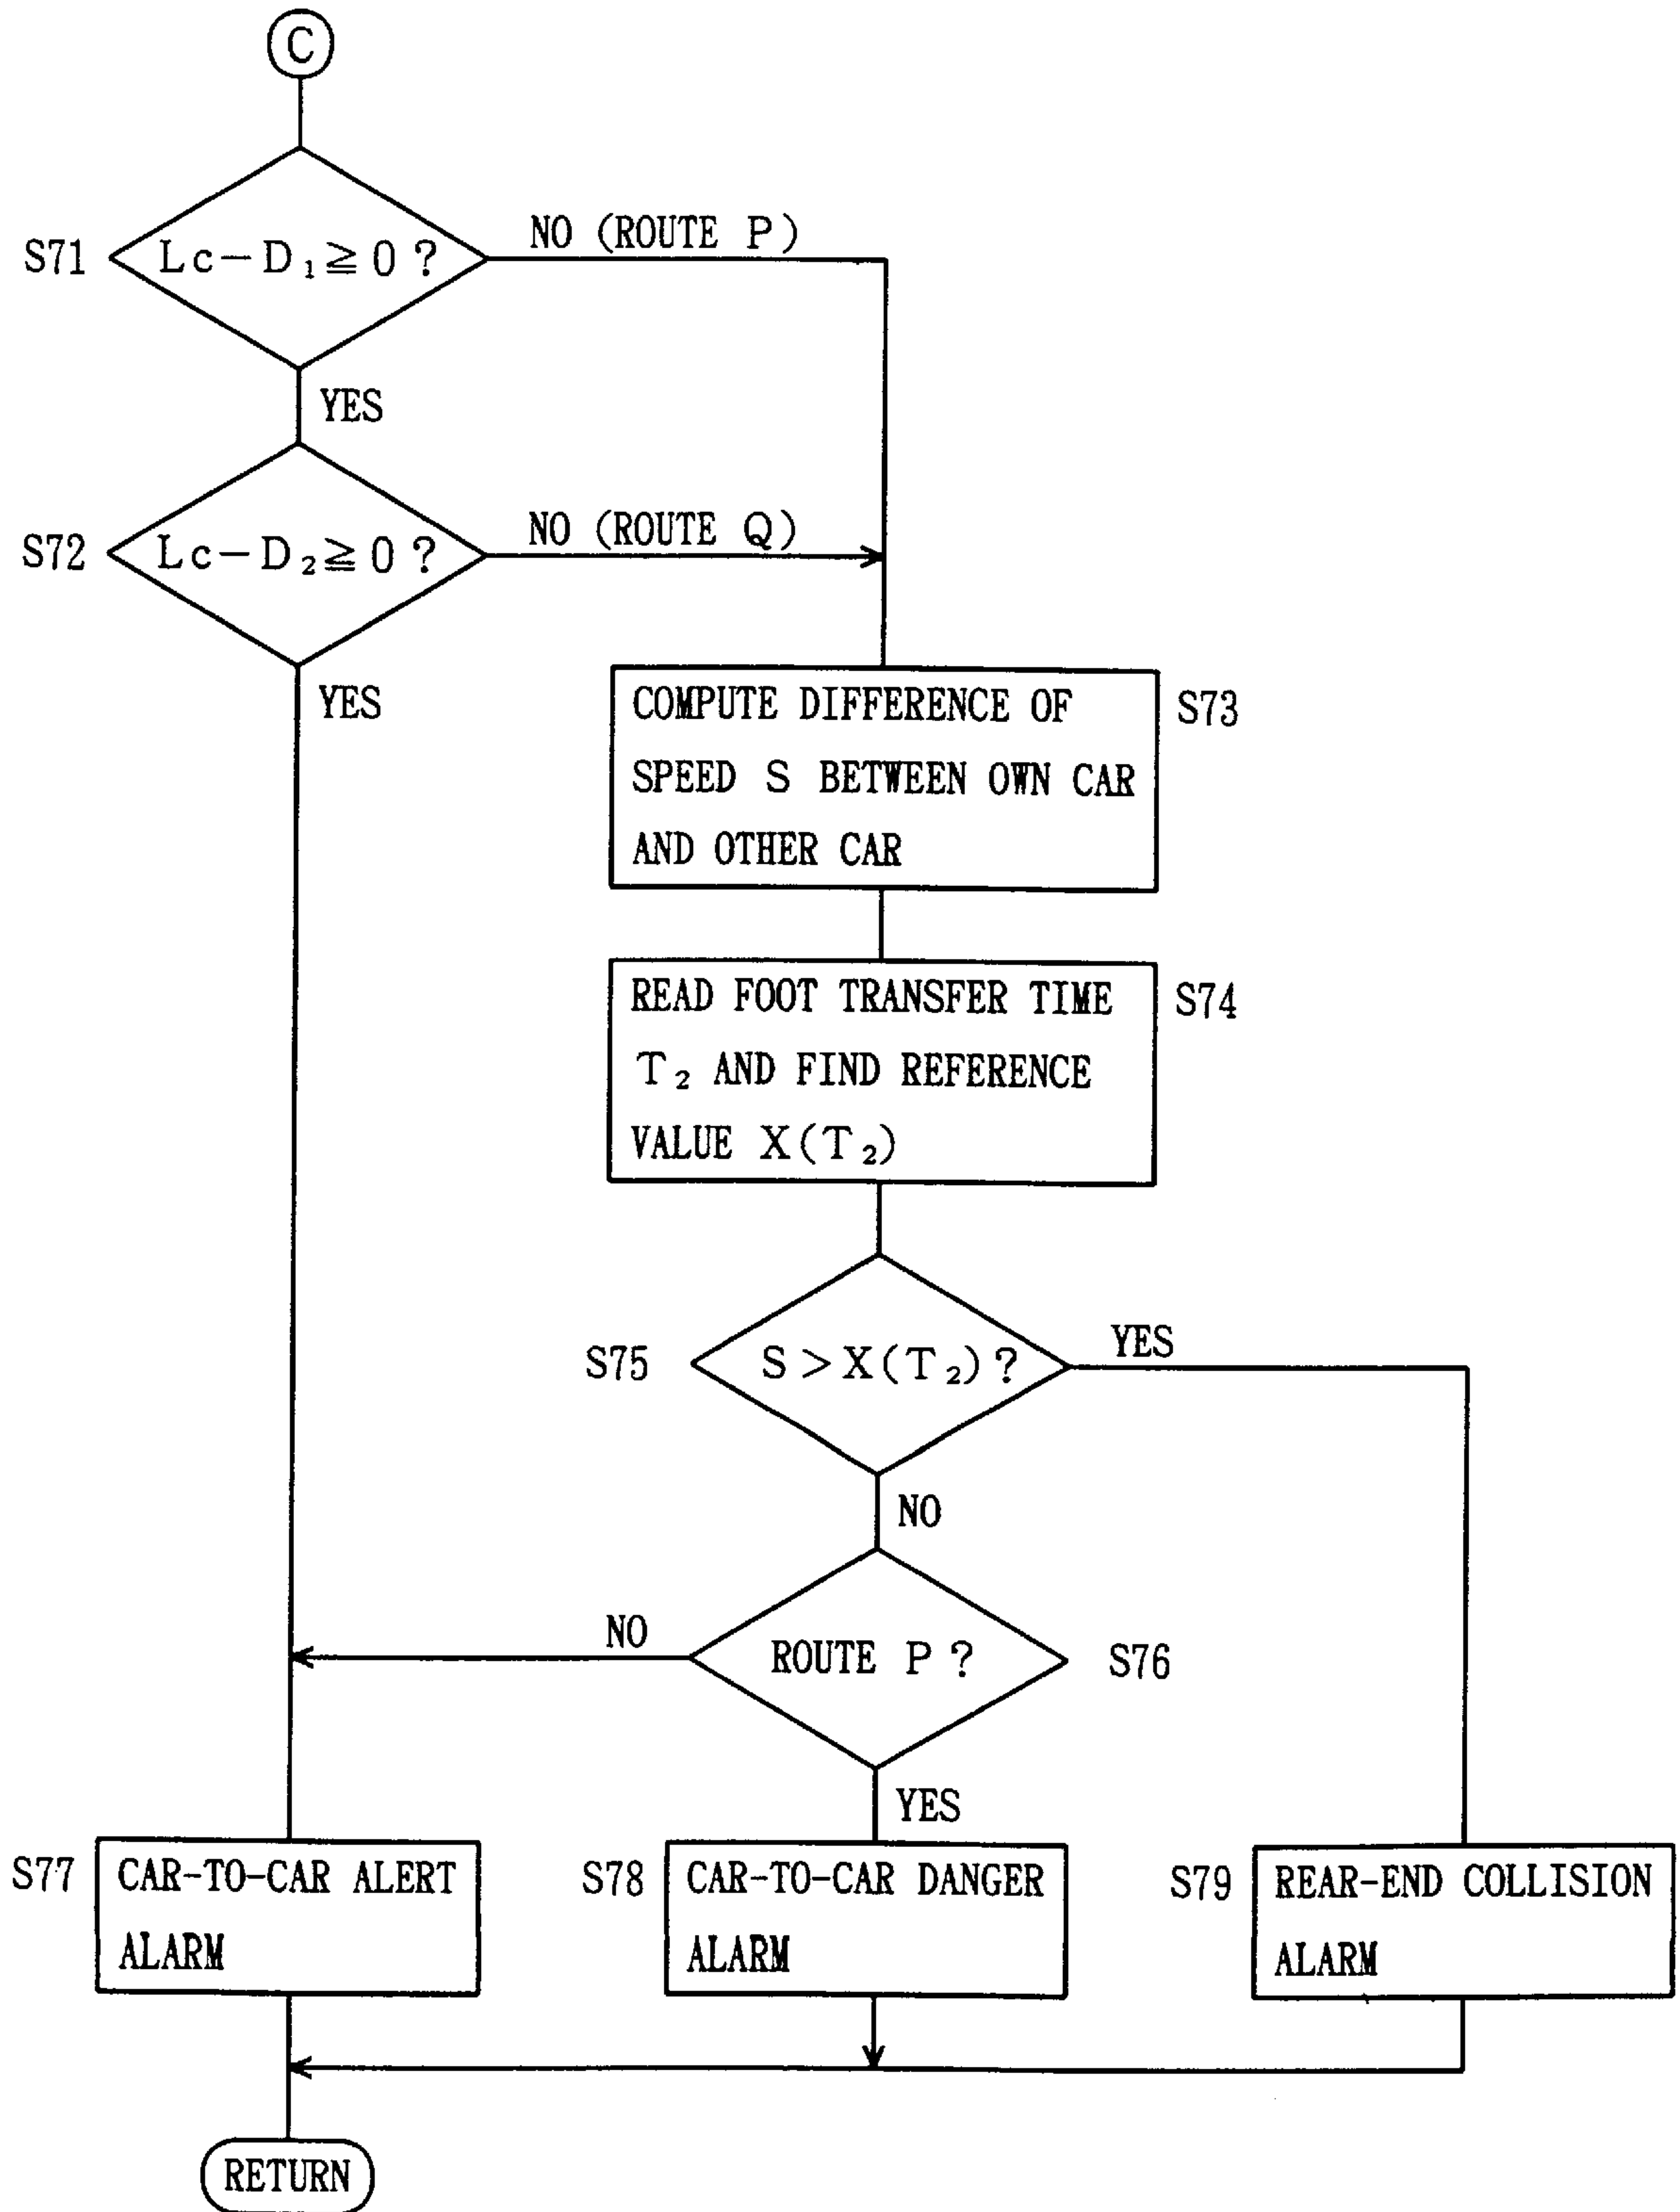 C
S71
Lc−D₁≧0?
NO (ROUTE P)
YES
S72
Lc−D₂≧0?
NO (ROUTE Q)
YES
COMPUTE DIFFERENCE OF
SPEED S BETWEEN OWN CAR
AND OTHER CAR
S73
READ FOOT TRANSFER TIME
T₂ AND FIND REFERENCE
VALUE X(T₂)
S74
S75
S>X(T₂)?
YES
NO
NO
ROUTE P?
S76
YES
S77
CAR-TO-CAR ALERT
ALARM
S78
CAR-TO-CAR DANGER
ALARM
S79
REAR-END COLLISION
ALARM
RETURN